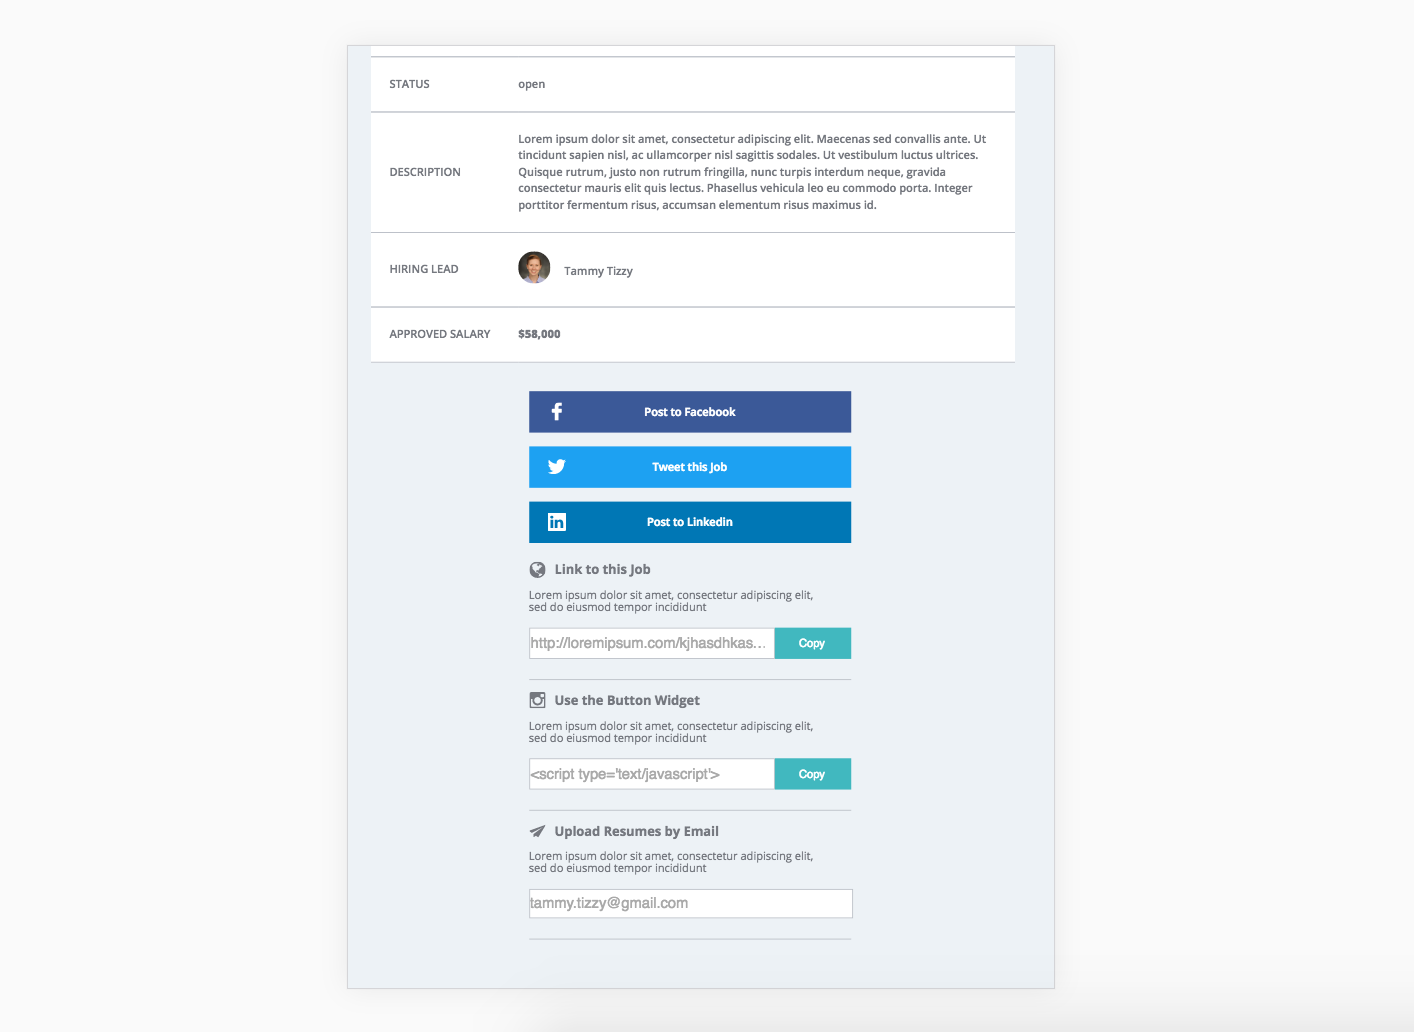 STATUS open
Lorem ipsum dolor sit amet, consectetur adipiscing elit. Maecenas sed convallis ante. Ut
tincidunt sapien nisl, ac ullamcorper nisl sagittis sodales. Ut vestibulum luctus ultrices.
DESCRIPTION Quisque rutrum, justo non rutrum fringilla, nunc turpis interdum neque, gravida
consectetur mauris elit quis lectus. Phasellus vehicula leo eu commodo porta. Integer
porttitor fermentum risus, accumsan elementum risus maximus id.
HIRING LEAD Tammy Tizzy
APPROVED SALARY $58,000
Post to Facebook
Tweet this Job
in Post to Linkedin
Link to this Job
Lorem ipsum dolor sit amet, consectetur adipiscing elit,
sed do eiusmod tempor incididunt
http://loremipsum.com/kjhasdhkas... Copy
Use the Button Widget
Lorem ipsum dolor sit amet, consectetur adipiscing elit,
sed do eiusmod tempor incididunt
<script type='text/javascript'> Copy
Upload Resumes by Email
Lorem ipsum dolor sit amet, consectetur adipiscing elit,
sed do eiusmod tempor incididunt
tammy.tizzy@gmail.com